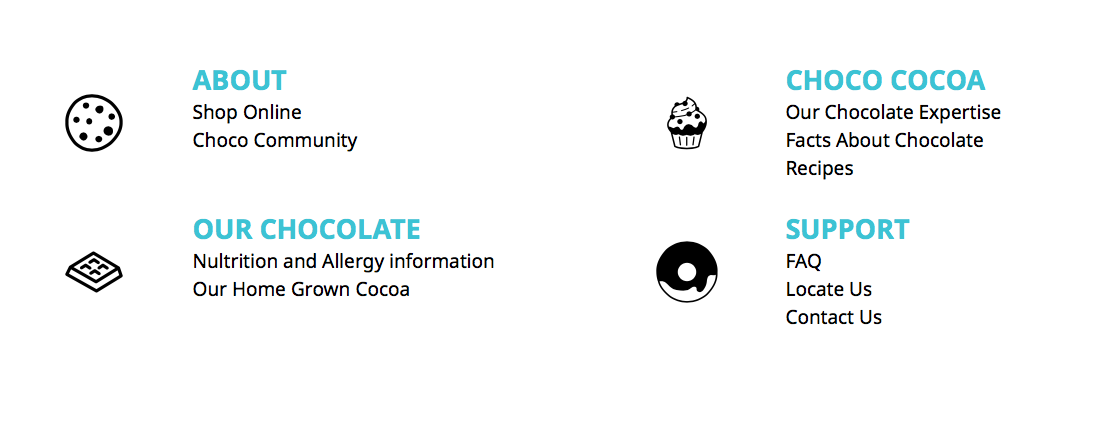 ABOUT
Shop Online
Choco Community
CHOCO COCOA
Our Chocolate Expertise
Facts About Chocolate
Recipes
OUR CHOCOLATE
Nultrition and Allergy information
Our Home Grown Cocoa
SUPPORT
FAQ
Locate Us
Contact Us